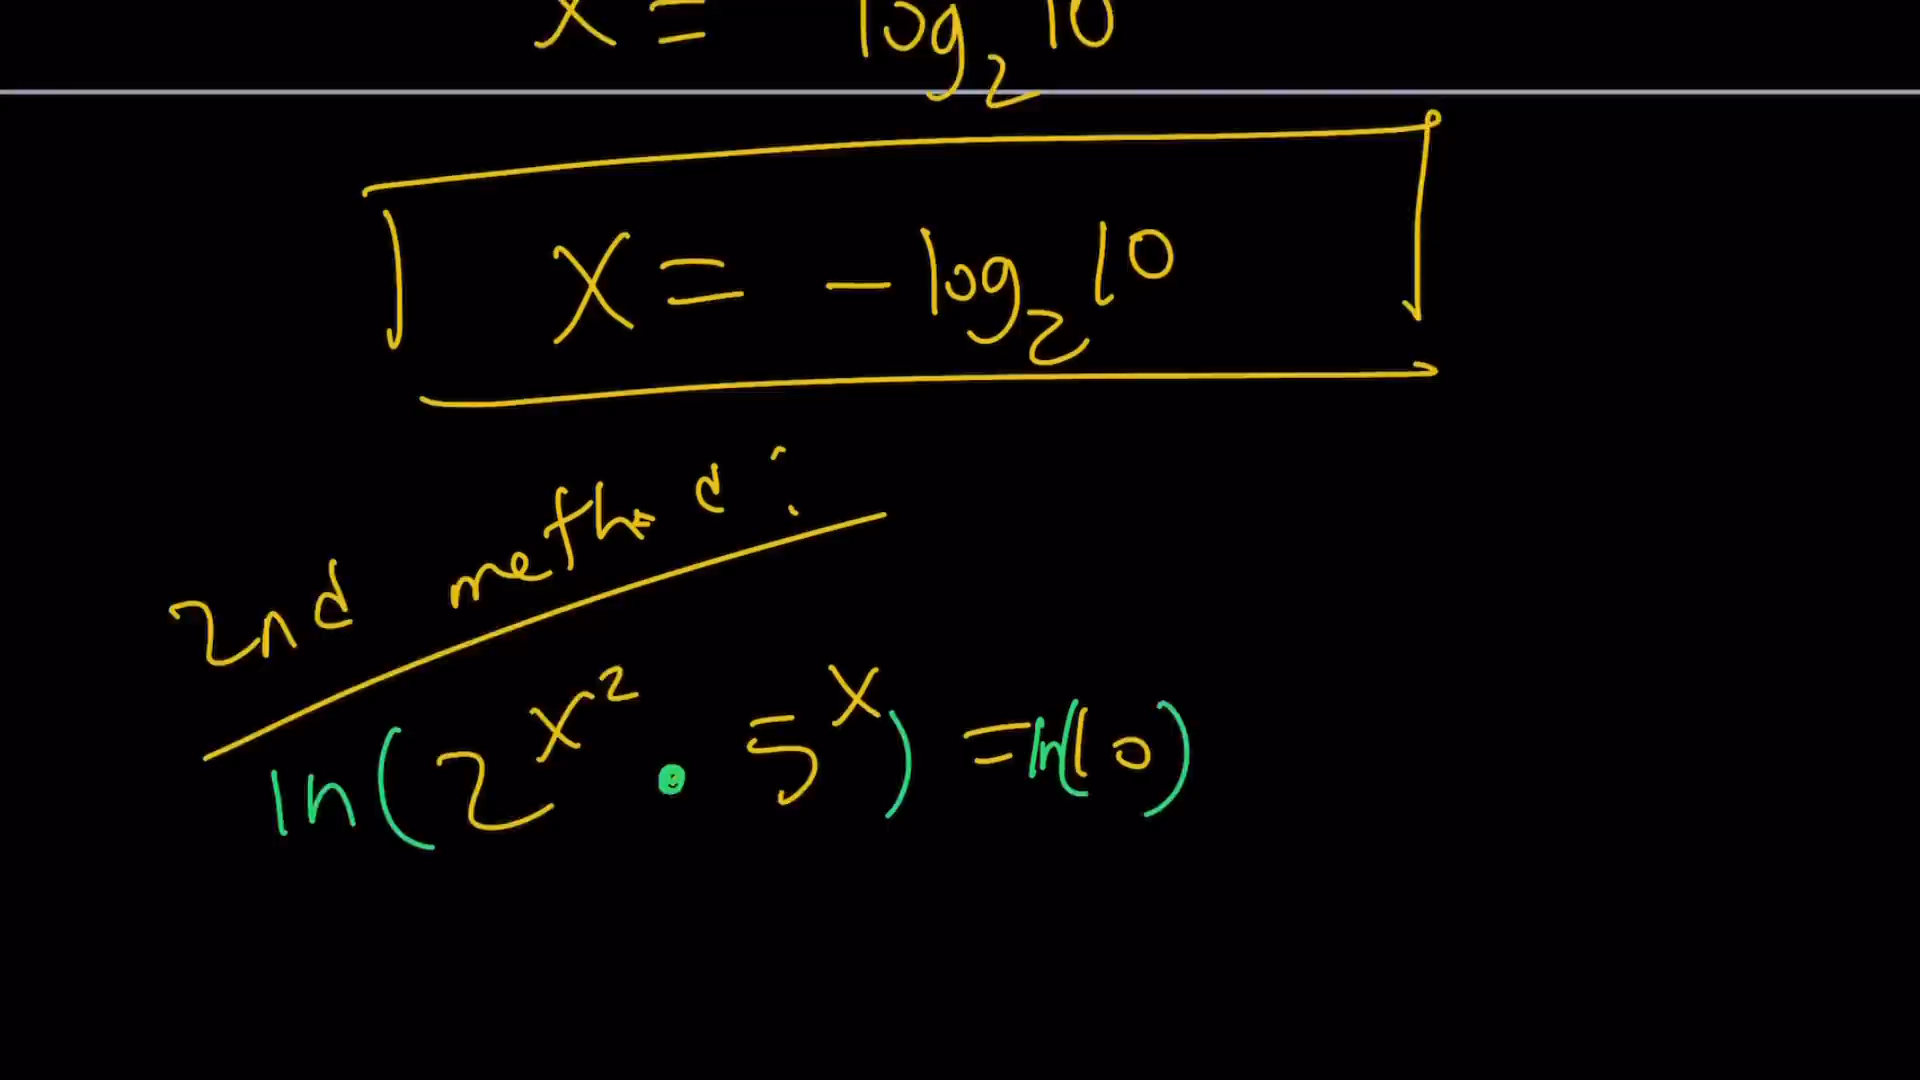 x = log₂10
x = -log₂10
2nd method:
ln(2^x² · 5^x) = ln(10)